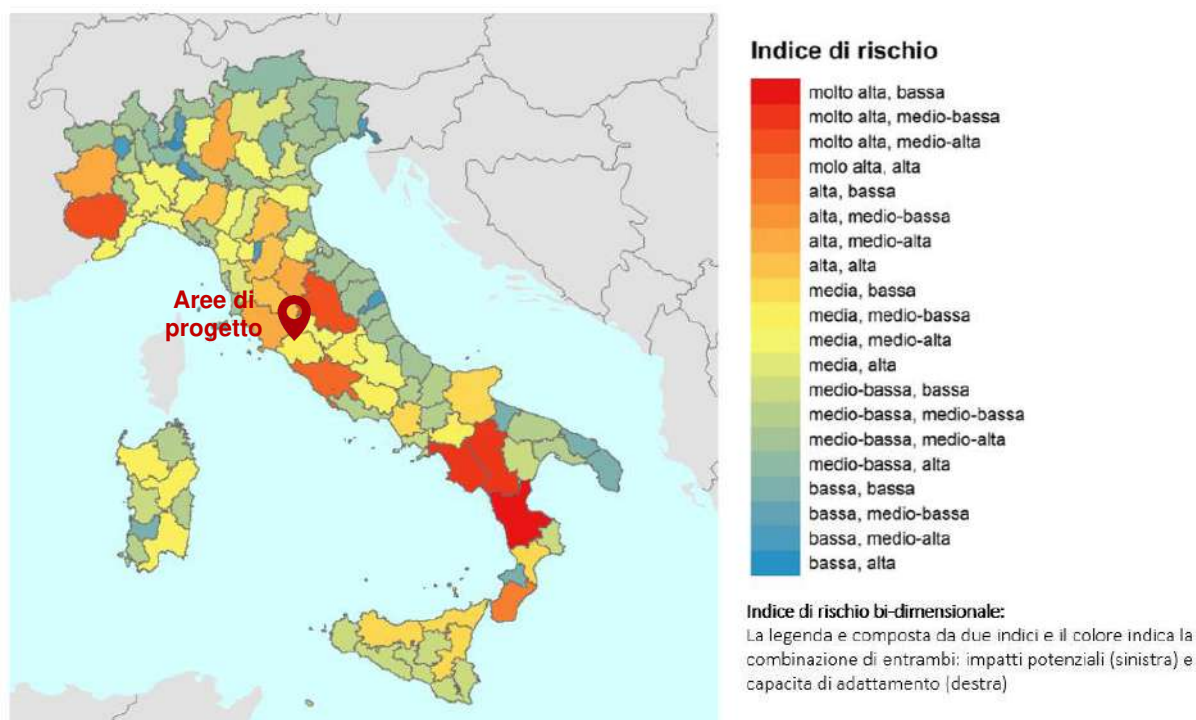 Aree di
progetto
Indice di rischio
molto alta, bassa
molto alta, medio-bassa
molto alta, medio-alta
molo alta, alta
alta, bassa
alta, medio-bassa
alta, medio-alta
alta, alta
media, bassa
media, medio-bassa
media, medio-alta
media, alta
medio-bassa, bassa
medio-bassa, medio-bassa
medio-bassa, medio-alta
medio-bassa, alta
bassa, bassa
bassa, medio-bassa
bassa, medio-alta
bassa, alta
Indice di rischio bi-dimensionale:
La legenda e composta da due indici e il colore indica la
combinazione di entrambi: impatti potenziali (sinistra) e
capacita di adattamento (destra)